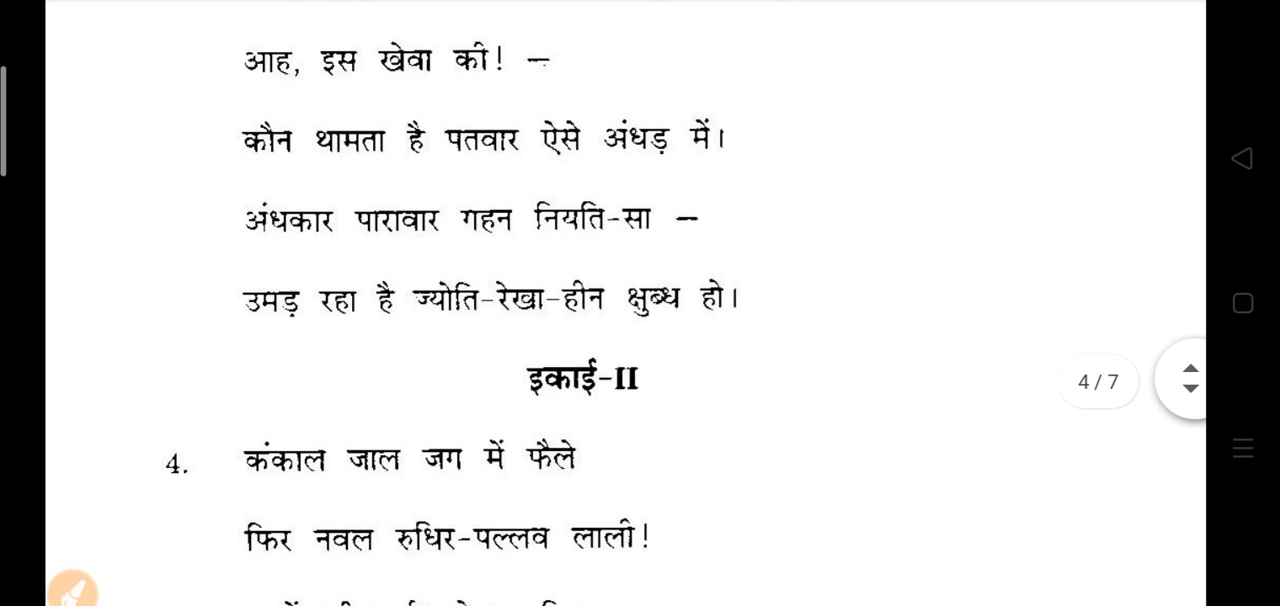 आह, इस खेवा की! —
कौन थामता है पतवार ऐसे अंधड़ में।
अंधकार पारावार गहन नियति-सा —
उमड़ रहा है ज्योति-रेखा-हीन क्षुब्ध हो।
इकाई-II
4/7
4. कंकाल जाल जग में फैले
फिर नवल रुधिर-पल्लव लाली!